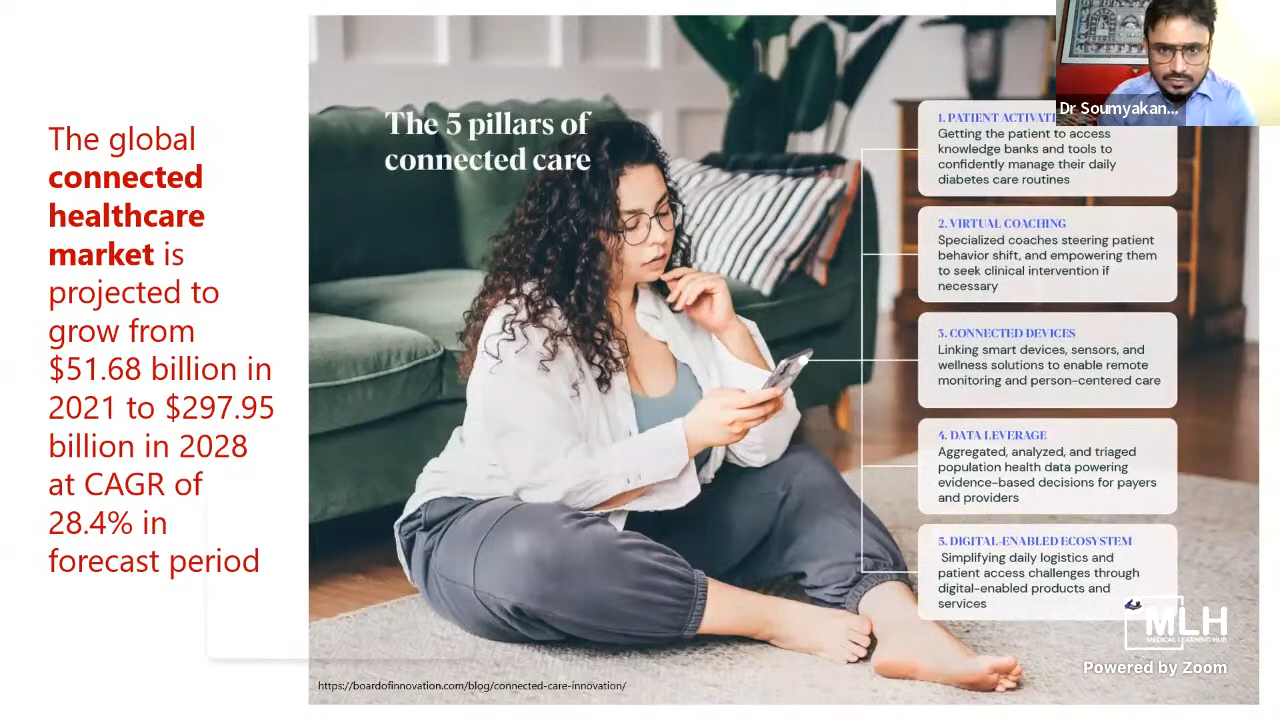 The global
connected
healthcare
market is
projected to
grow from
$51.68 billion in
2021 to $297.95
billion in 2028
at CAGR of
28.4% in
forecast period
The 5 pillars of
connected care
1. PATIENT
Getting the patient to access
knowledge banks and tools to
confidently manage their daily
diabetes care routines
2. VIRTUAL COACHING
Specialized coaches steering patient
behavior shift, and empowering them
to seek clinical intervention if
necessary
3. CONNECTED DEVICES
Linking smart devices, sensors, and
wellness solutions to enable remote
monitoring and person-centered care
4. DATA LEVERAGE
Aggregated, analyzed, and triaged
population health data powering
evidence-based decisions for payers
and providers
5. DIGITAL-ENABLED ECOSYSTEM
Simplifying daily logistics and
patient access challenges through
digital-enabled products and
services
https://boardofinnovation.com/blog/connected-care-innovation/
Dr Soumyakan...
MLH
MEDICAL LEARNING HUB
Powered by Zoom